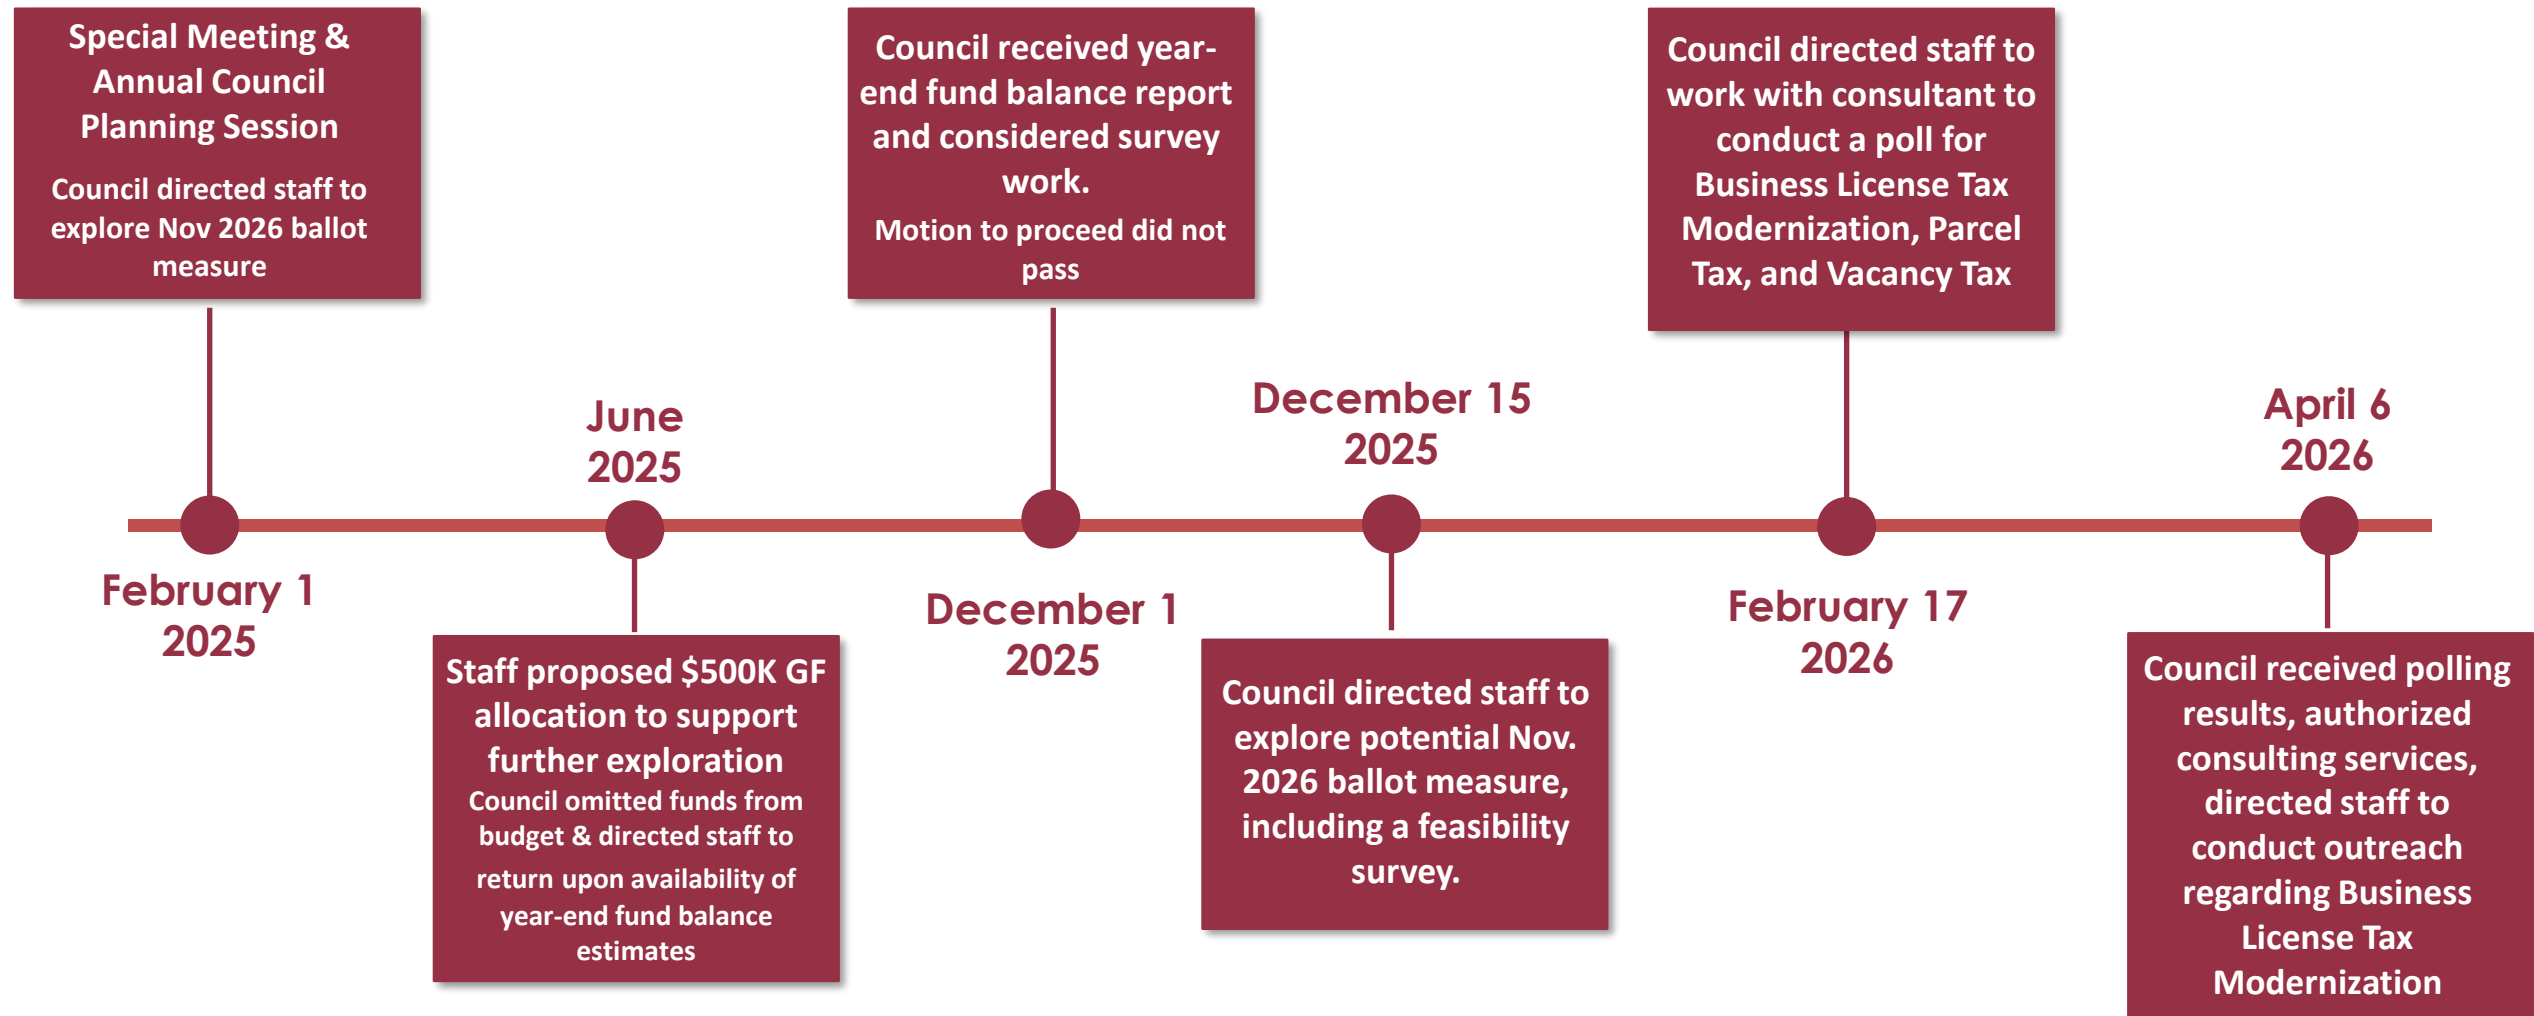 Special Meeting &
Annual Council
Planning Session
Council directed staff to
explore Nov 2026 ballot
measure
February 1
2025
June
2025
Staff proposed $500K GF
allocation to support
further exploration
Council omitted funds from
budget & directed staff to
return upon availability of
year-end fund balance
estimates
Council received year-
end fund balance report
and considered survey
work.
Motion to proceed did not
pass
December 1
2025
December 15
2025
Council directed staff to
explore potential Nov.
2026 ballot measure,
including a feasibility
survey.
Council directed staff to
work with consultant to
conduct a poll for
Business License Tax
Modernization, Parcel
Tax, and Vacancy Tax
February 17
2026
April 6
2026
Council received polling
results, authorized
consulting services,
directed staff to
conduct outreach
regarding Business
License Tax
Modernization